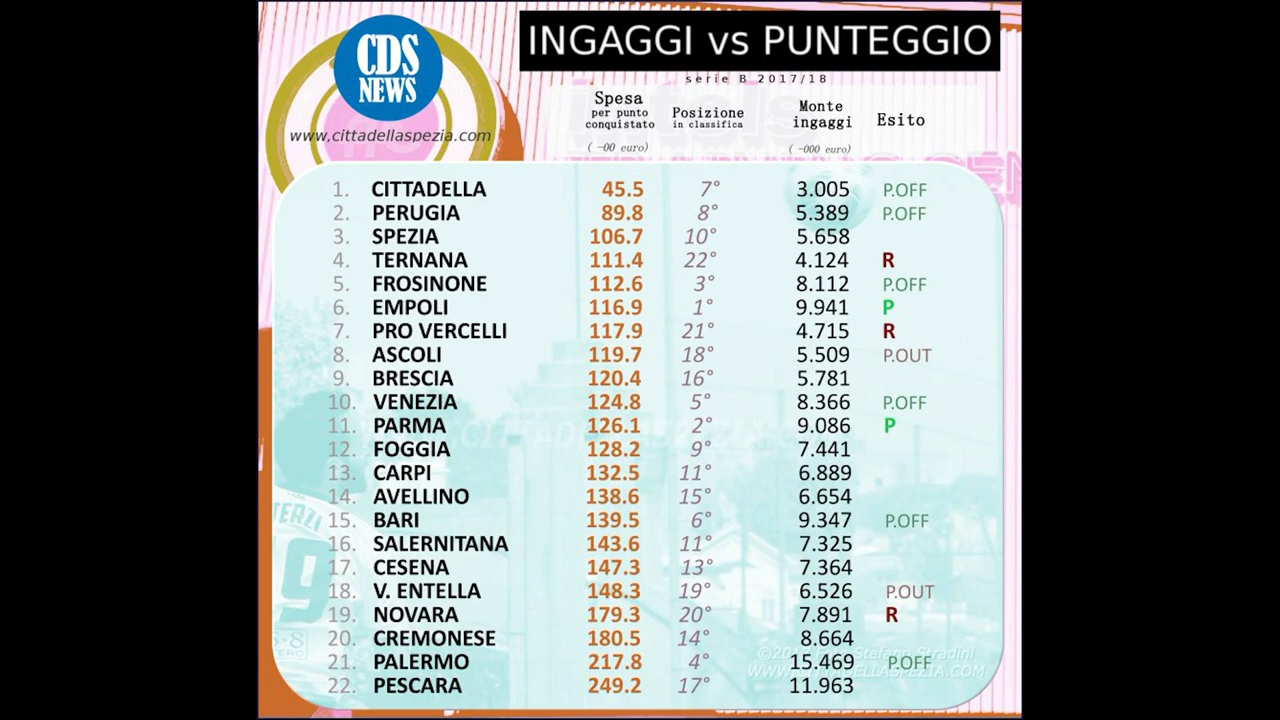 INGAGGI vs PUNTEGGIO
CDS
NEWS
www.cittadellaspezia.com
serie B 2017/18
Spesa per punto conquistato ( -00 euro)
Posizione in classifica
Monte ingaggi ( -000 euro)
Esito
1. CITTADELLA 45.5 7° 3.005 P.OFF
2. PERUGIA 89.8 8° 5.389 P.OFF
3. SPEZIA 106.7 10° 5.658
4. TERNANA 111.4 22° 4.124 R
5. FROSINONE 112.6 3° 8.112 P.OFF
6. EMPOLI 116.9 1° 9.941 P
7. PRO VERCELLI 117.9 21° 4.715 R
8. ASCOLI 119.7 18° 5.509 P.OUT
9. BRESCIA 120.4 16° 5.781
10. VENEZIA 124.8 5° 8.366 P.OFF
11. PARMA 126.1 2° 9.086 P
12. FOGGIA 128.2 9° 7.441
13. CARPI 132.5 11° 6.889
14. AVELLINO 138.6 15° 6.654
15. BARI 139.5 6° 9.347 P.OFF
16. SALERNITANA 143.6 11° 7.325
17. CESENA 147.3 13° 7.364
18. V. ENTELLA 148.3 19° 6.526 P.OUT
19. NOVARA 179.3 20° 7.891 R
20. CREMONESE 180.5 14° 8.664
21. PALERMO 217.8 4° 15.469 P.OFF
22. PESCARA 249.2 17° 11.963
Stefano Stradini
WWW.CITTADELLASPEZIA.COM
TERZI